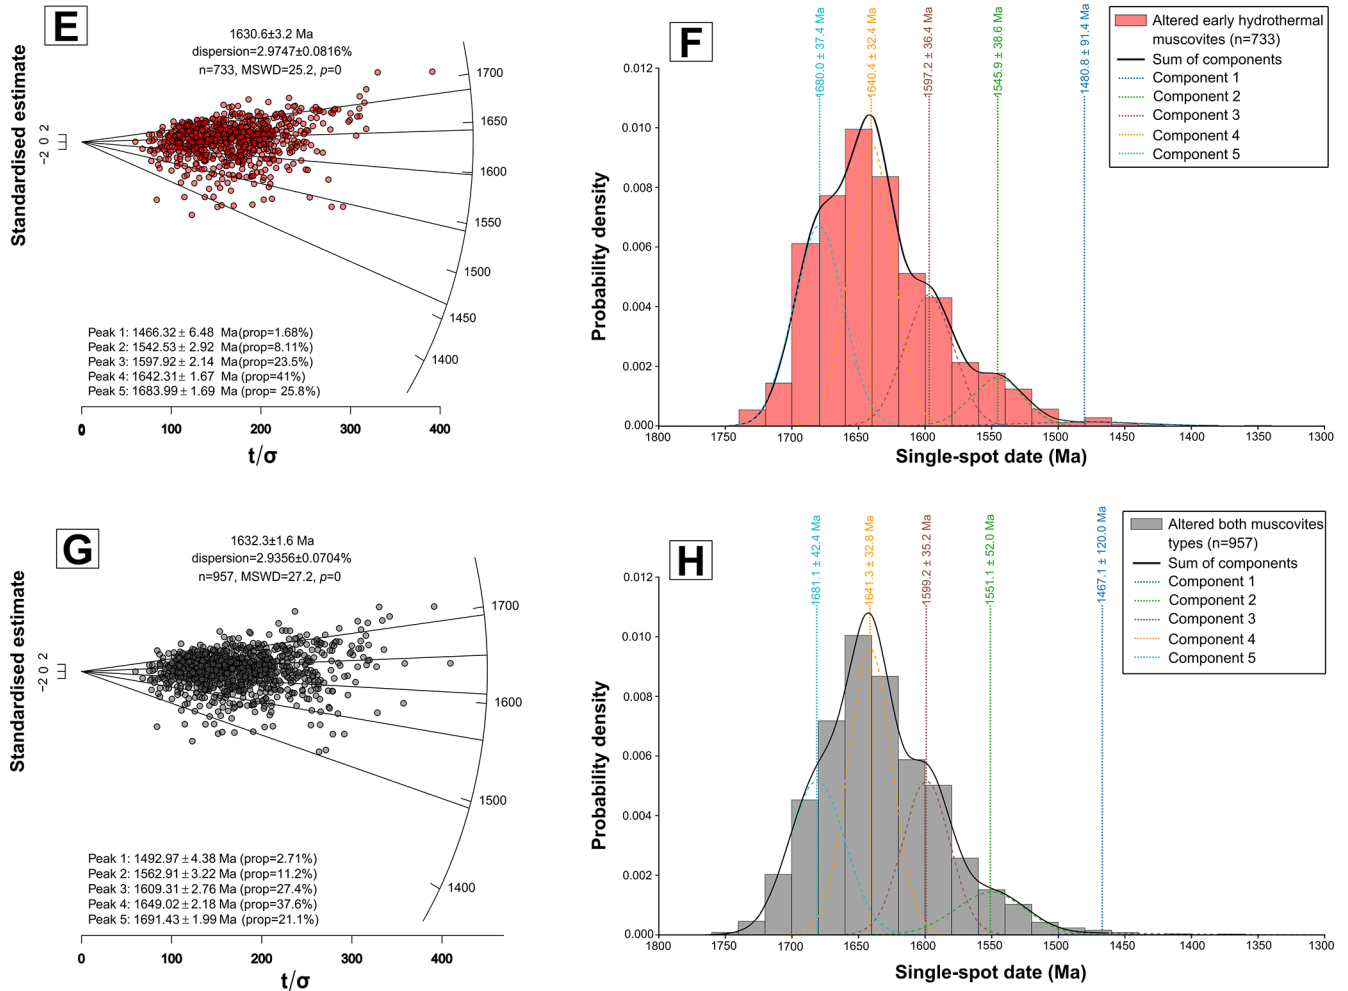 E
1630.6±3.2 Ma
dispersion=2.9747±0.0816%
n=733, MSWD=25.2, p=0
Standardised estimate
−2 0 2
1700
1650
1600
1550
1500
1450
1400
Peak 1: 1466.32 ± 6.48 Ma(prop=1.68%)
Peak 2: 1542.53 ± 2.92 Ma(prop=8.11%)
Peak 3: 1597.92 ± 2.14 Ma(prop=23.5%)
Peak 4: 1642.31 ± 1.67 Ma (prop=41%)
Peak 5: 1683.99 ± 1.69 Ma(prop= 25.8%)
0 100 200 300 400
t/σ
F
1680.0 ± 37.4 Ma
1640.4 ± 32.4 Ma
1597.2 ± 36.4 Ma
1545.9 ± 38.6 Ma
1480.8 ± 91.4 Ma
Altered early hydrothermal
muscovites (n=733)
Sum of components
Component 1
Component 2
Component 3
Component 4
Component 5
Probability density
0.012
0.010
0.008
0.006
0.004
0.002
0.000
1800 1750 1700 1650 1600 1550 1500 1450 1400 1350 1300
Single-spot date (Ma)
G
1632.3±1.6 Ma
dispersion=2.9356±0.0704%
n=957, MSWD=27.2, p=0
Standardised estimate
−2 0 2
1700
1600
1500
1400
Peak 1: 1492.97 ± 4.38 Ma (prop=2.71%)
Peak 2: 1562.91 ± 3.22 Ma (prop=11.2%)
Peak 3: 1609.31 ± 2.76 Ma (prop=27.4%)
Peak 4: 1649.02 ± 2.18 Ma (prop=37.6%)
Peak 5: 1691.43 ± 1.99 Ma (prop=21.1%)
0 100 200 300 400
t/σ
H
1681.1 ± 42.4 Ma
1641.3 ± 32.8 Ma
1599.2 ± 35.2 Ma
1551.1 ± 52.0 Ma
1467.1 ± 120.0 Ma
Altered both muscovites
types (n=957)
Sum of components
Component 1
Component 2
Component 3
Component 4
Component 5
Probability density
0.012
0.010
0.008
0.006
0.004
0.002
0.000
1800 1750 1700 1650 1600 1550 1500 1450 1400 1350 1300
Single-spot date (Ma)